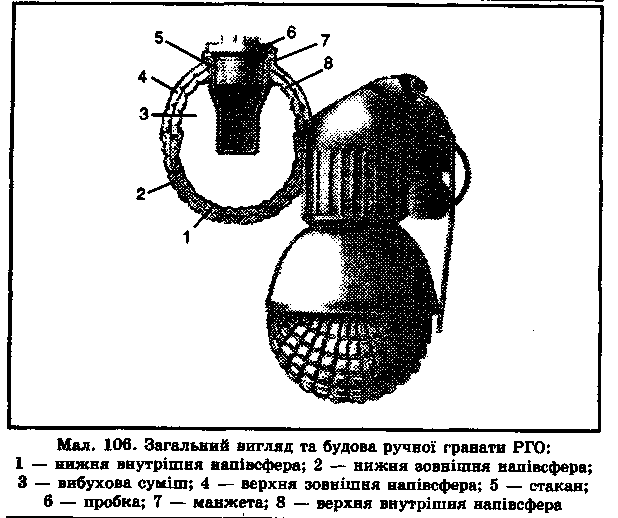 6
5
7
4
8
3
2
1
Мал. 106. Загальний вигляд та будова ручної гранати РГО:
1 — нижня внутрішня напівсфера; 2 — нижня зовнішня напівсфера;
3 — вибухова суміш; 4 — верхня зовнішня напівсфера; 5 — стакан;
6 — пробка; 7 — манжета; 8 — верхня внутрішня напівсфера